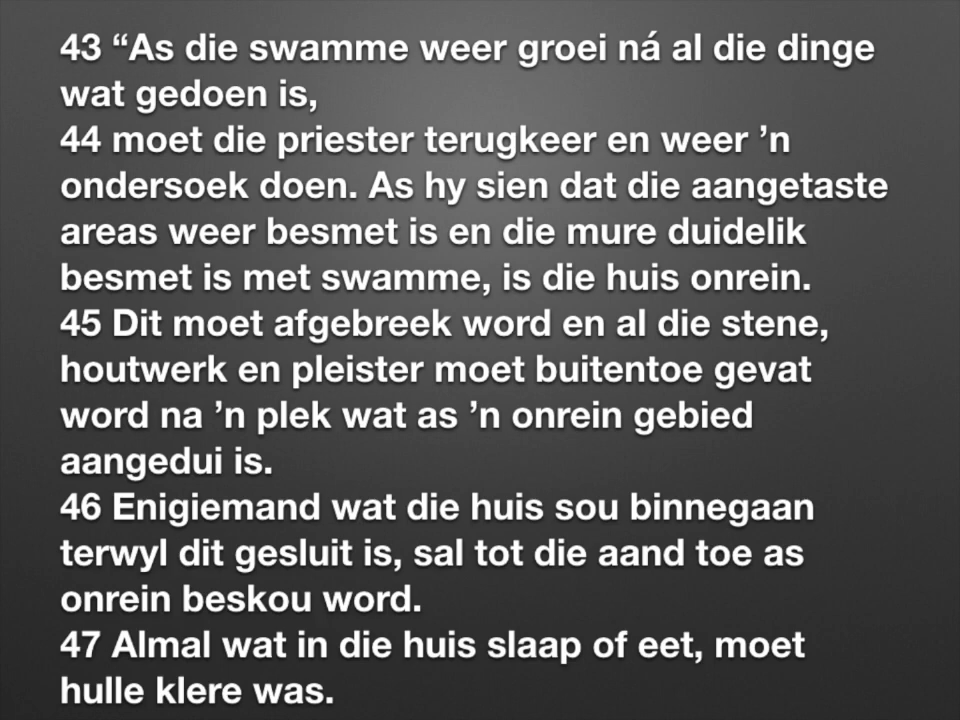 43 “As die swamme weer groei ná al die dinge
wat gedoen is,
44 moet die priester terugkeer en weer ’n
ondersoek doen. As hy sien dat die aangetaste
areas weer besmet is en die mure duidelik
besmet is met swamme, is die huis onrein.
45 Dit moet afgebreek word en al die stene,
houtwerk en pleister moet buitentoe gevat
word na ’n plek wat as ’n onrein gebied
aangedui is.
46 Enigiemand wat die huis sou binnegaan
terwyl dit gesluit is, sal tot die aand toe as
onrein beskou word.
47 Almal wat in die huis slaap of eet, moet
hulle klere was.